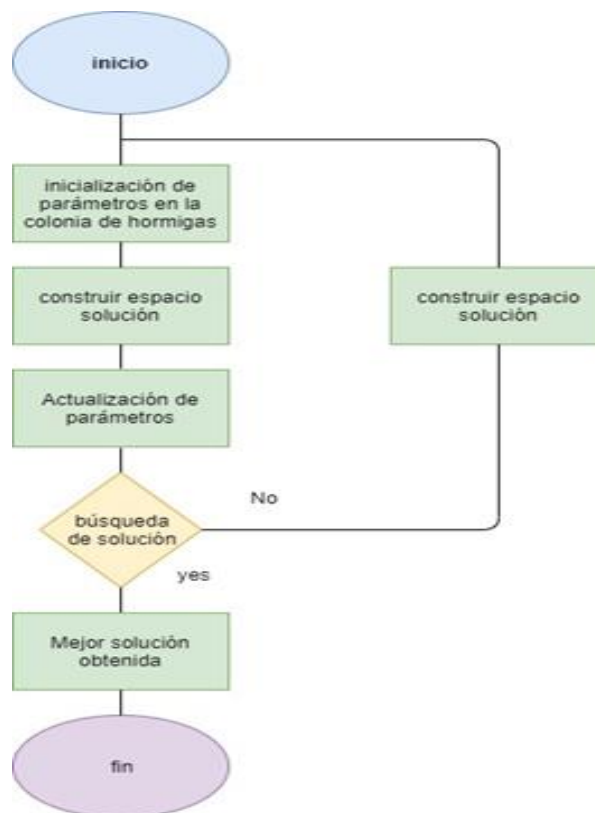 inicio
inicialización de
parámetros en la
colonia de hormigas
construir espacio
solución
construir espacio
solución
Actualización de
parámetros
No
búsqueda
de solución
yes
Mejor solución
obtenida
fin